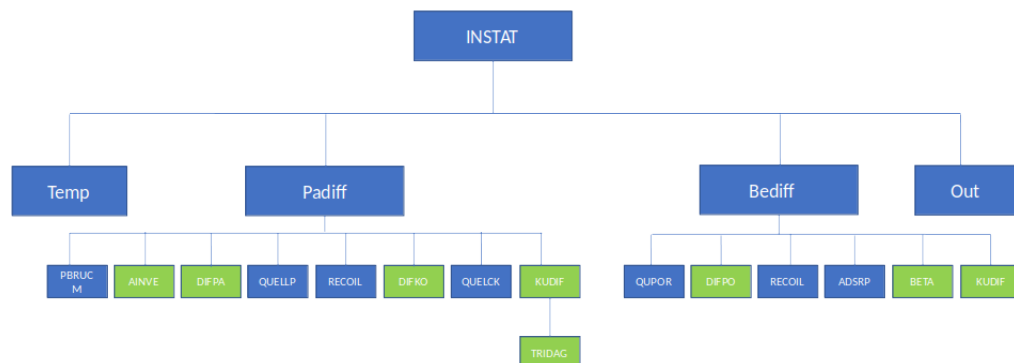 INSTAT
Temp
Padiff
Bediff
Out
PBRUC
M
AINVE
DIFPA
QUELLP
RECOIL
DIFKO
QUELCK
KUDIF
QUPOR
DIFPO
RECOIL
ADSRP
BETA
KUDIF
TRIDAG